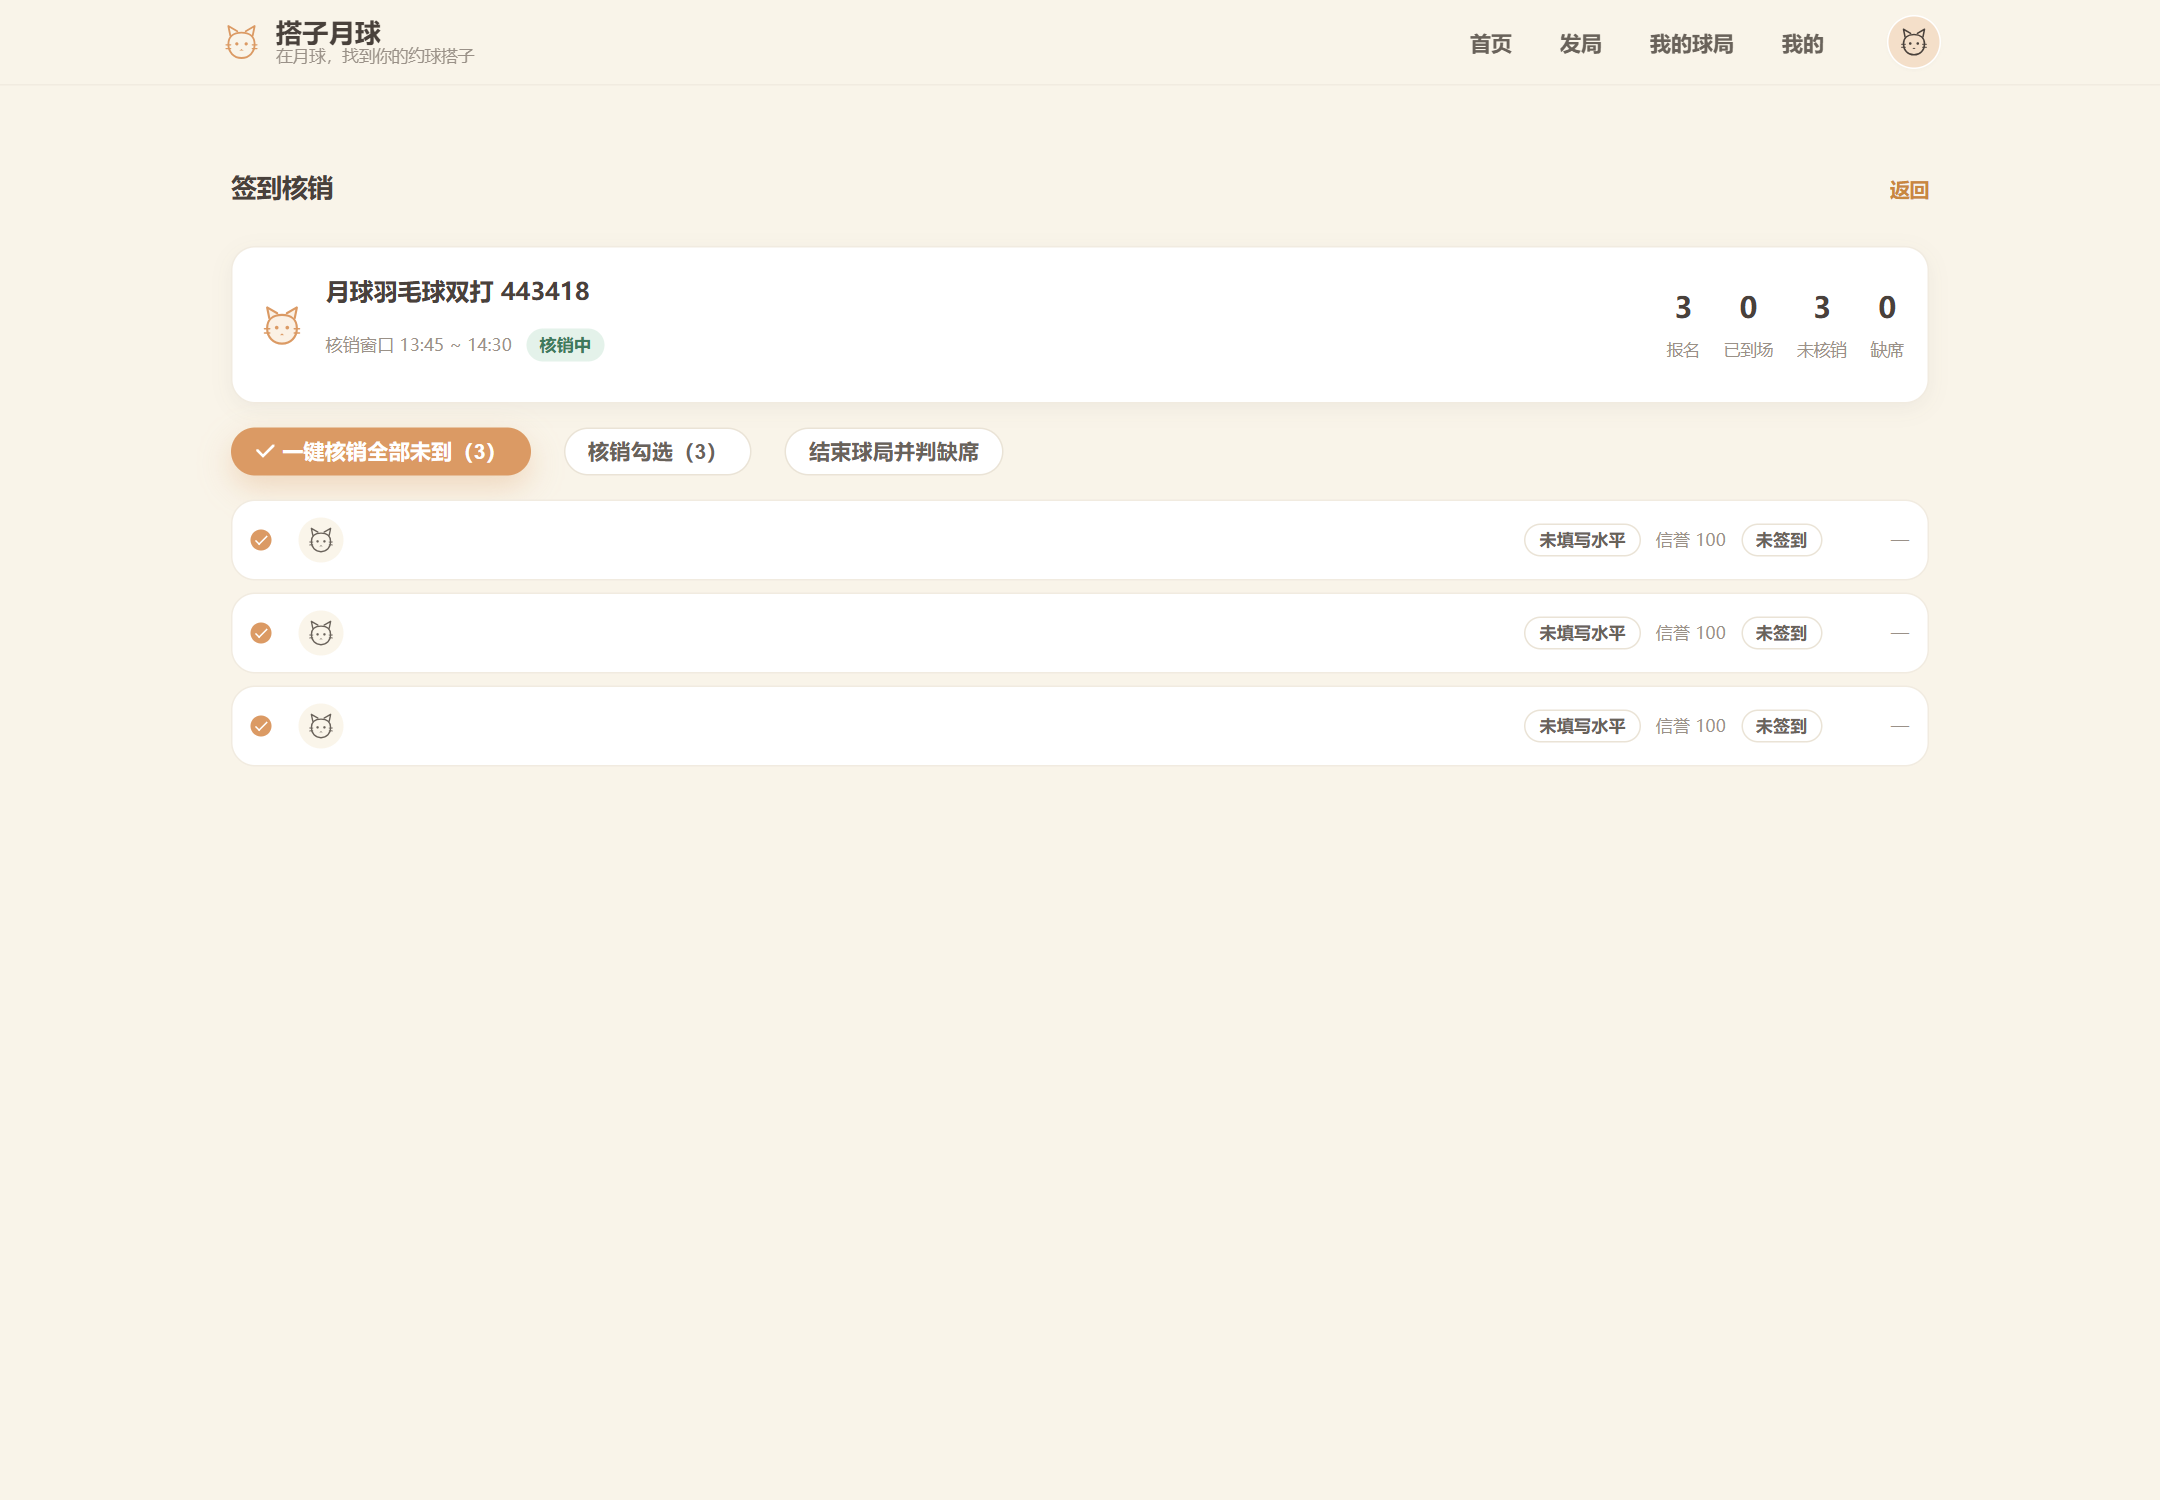 搭子月球
在月球，找到你的约球搭子
首页 发局 我的球局 我的
签到核销
返回
月球羽毛球双打 443418
核销窗口 13:45 ~ 14:30 核销中
3 0 3 0
报名 已到场 未核销 缺席
一键核销全部未到（3） 核销勾选（3） 结束球局并判缺席
未填写水平 信誉 100 未签到 —
未填写水平 信誉 100 未签到 —
未填写水平 信誉 100 未签到 —